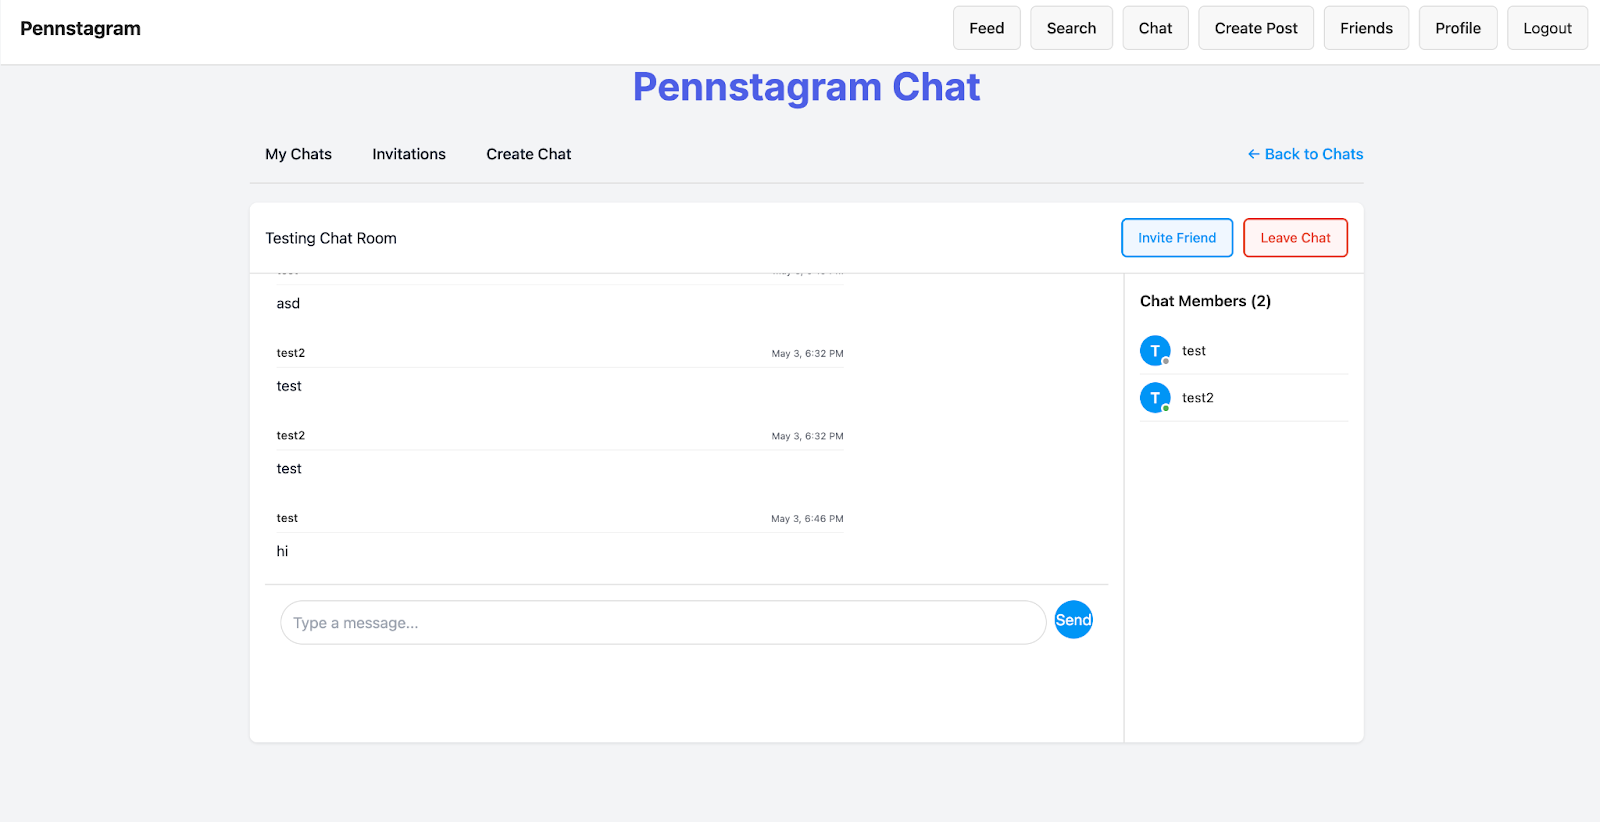 Pennstagram
Feed Search Chat Create Post Friends Profile Logout
Pennstagram Chat
My Chats Invitations Create Chat
← Back to Chats
Testing Chat Room
Invite Friend Leave Chat
asd
test2 May 3, 6:32 PM
test
test2 May 3, 6:32 PM
test
test May 3, 6:46 PM
hi
Type a message...
Send
Chat Members (2)
T test
T test2